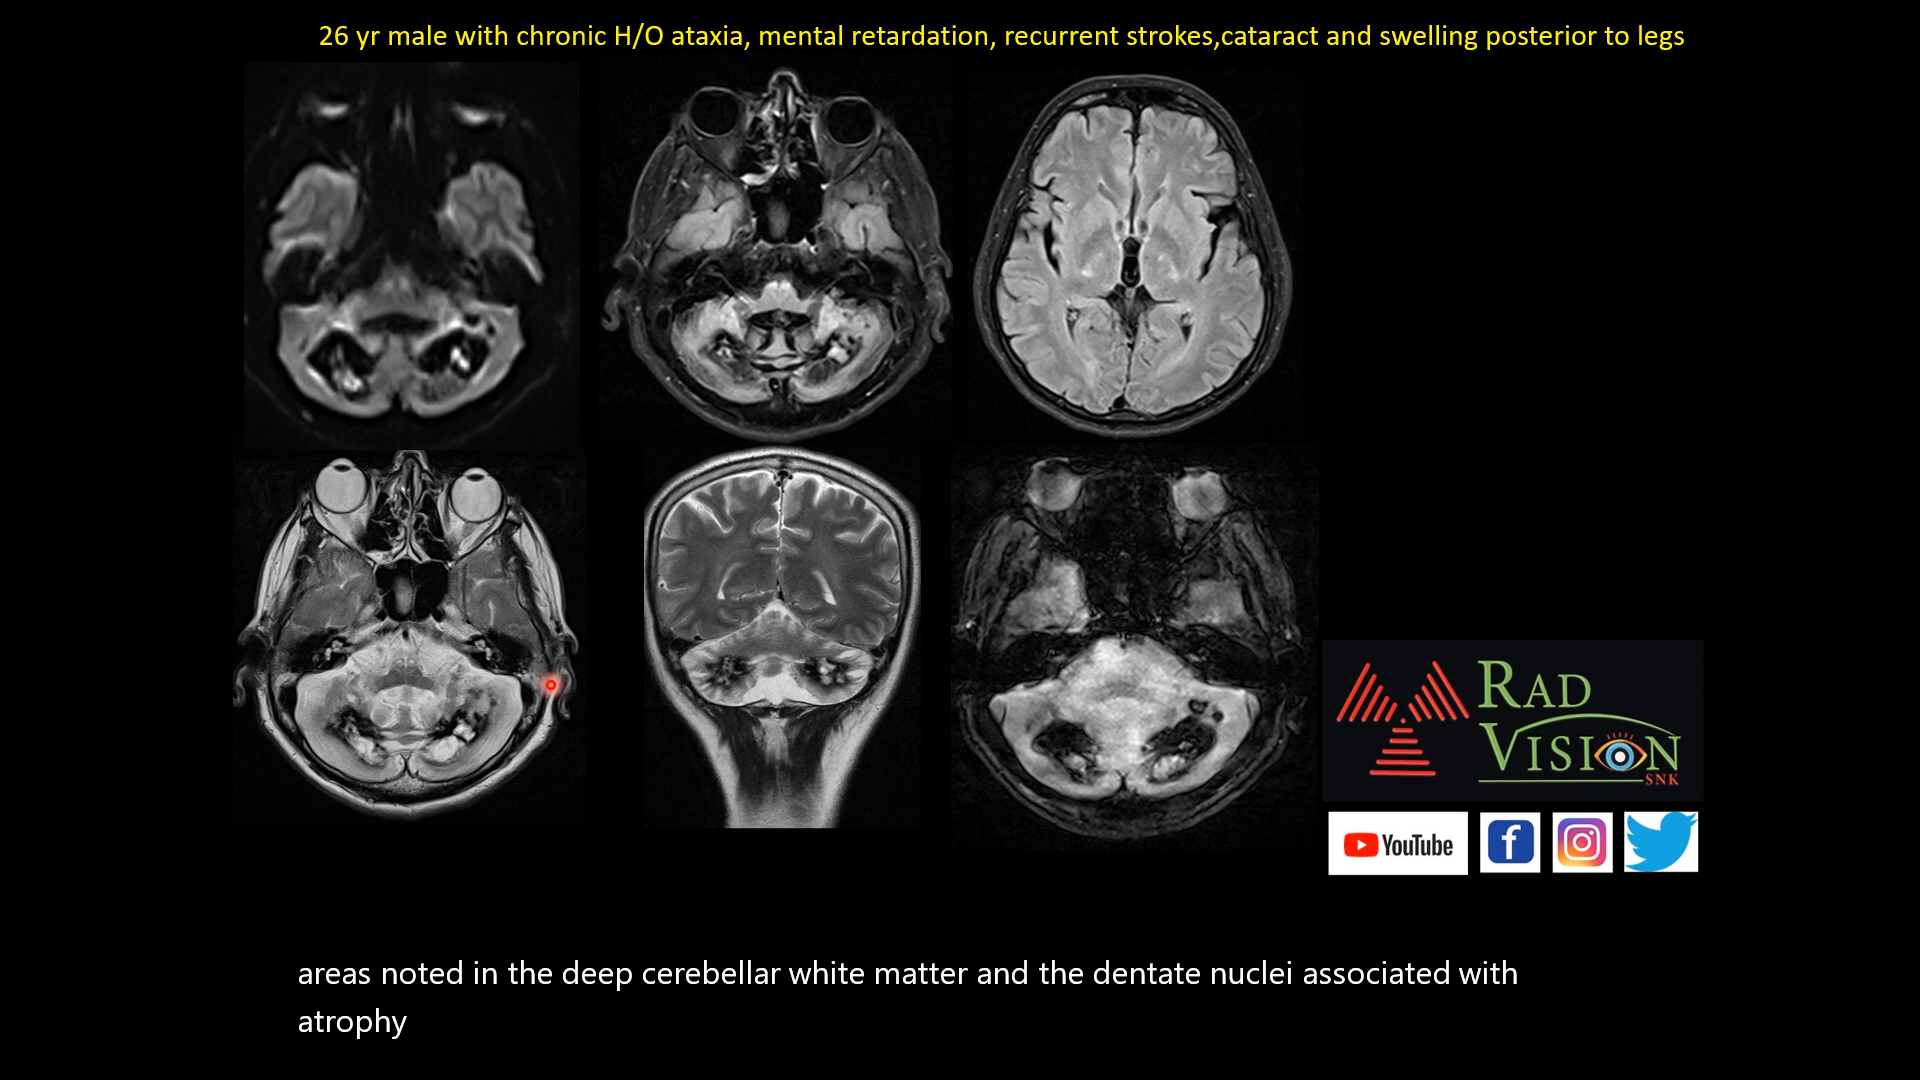 26 yr male with chronic H/O ataxia, mental retardation, recurrent strokes,cataract and swelling posterior to legs
RAD
VISION
SNK
YouTube
f
areas noted in the deep cerebellar white matter and the dentate nuclei associated with
atrophy